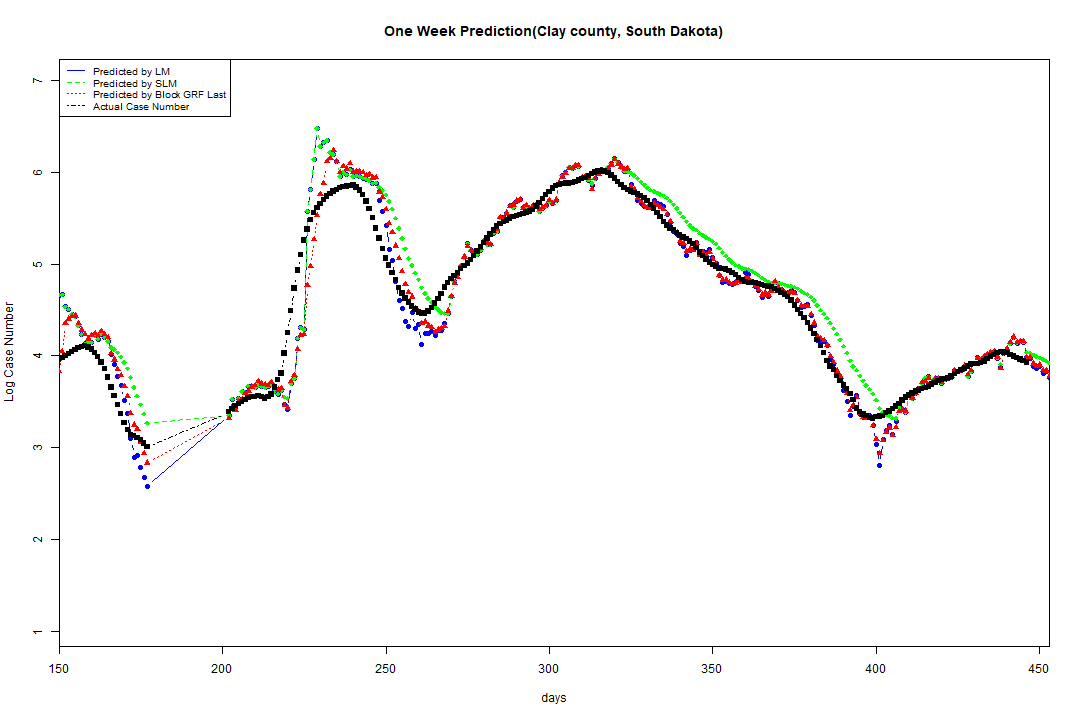 One Week Prediction(Clay county, South Dakota)
Predicted by LM
Predicted by SLM
Predicted by Block GRF Last
Actual Case Number
7
6
5
4
3
2
1
Log Case Number
150 200 250 300 350 400 450
days